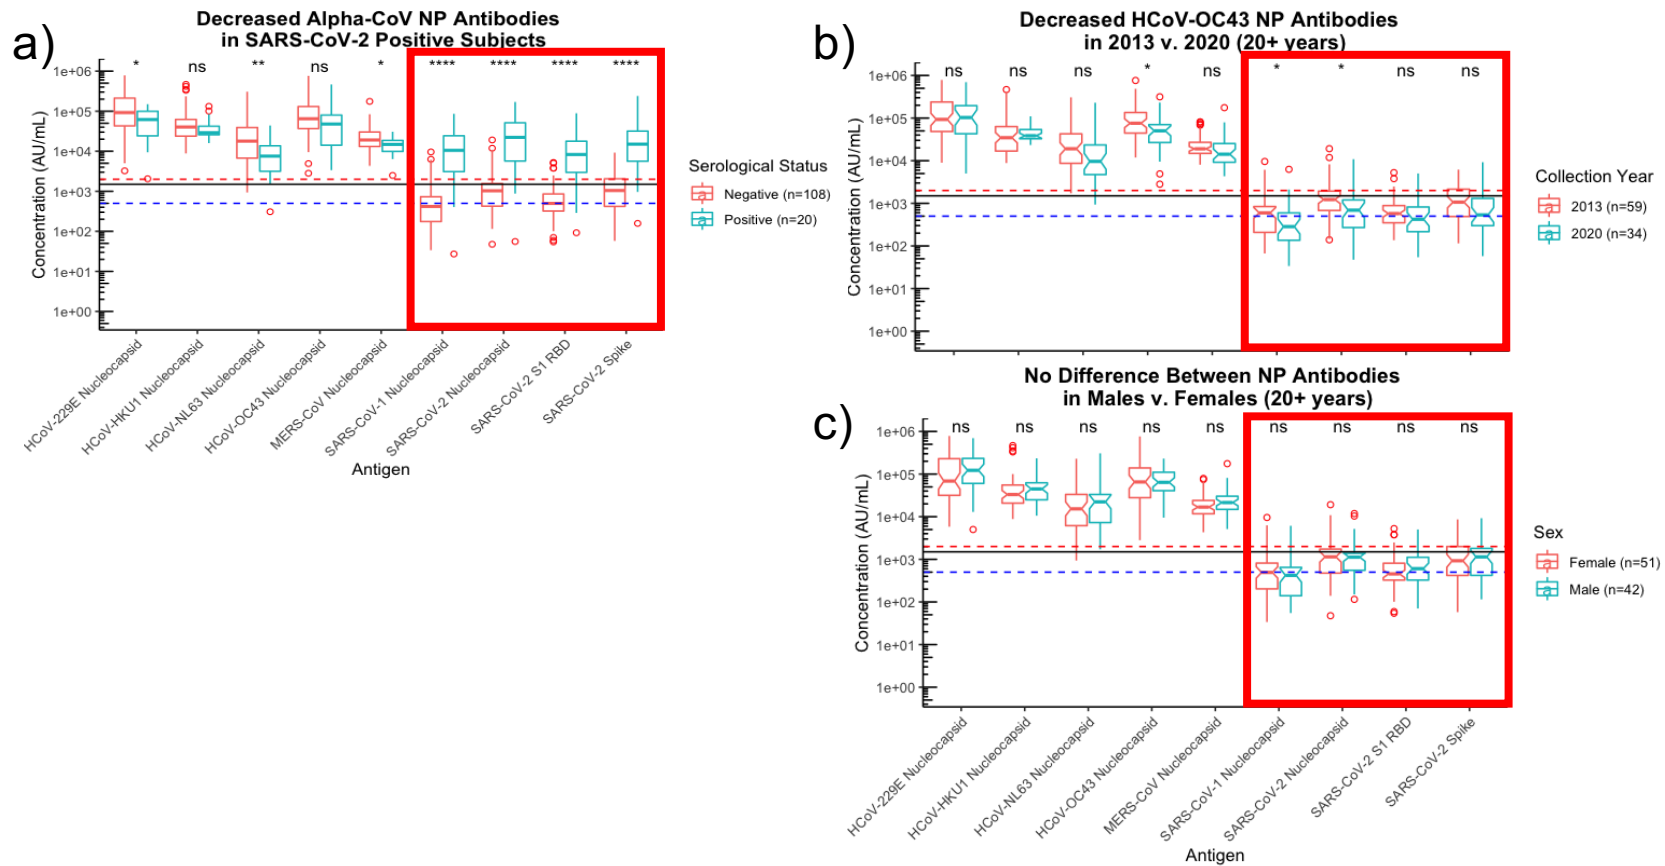 a)
Decreased Alpha-CoV NP Antibodies
in SARS-CoV-2 Positive Subjects
* ns ** ns * **** **** **** ****
Concentration (AU/mL)
1e+06
1e+05
1e+04
1e+03
1e+02
1e+01
1e+00
HCoV-229E Nucleocapsid
HCoV-HKU1 Nucleocapsid
HCoV-NL63 Nucleocapsid
HCoV-OC43 Nucleocapsid
MERS-CoV Nucleocapsid
SARS-CoV-1 Nucleocapsid
SARS-CoV-2 Nucleocapsid
SARS-CoV-2 S1 RBD
SARS-CoV-2 Spike
Antigen
Serological Status
a Negative (n=108)
a Positive (n=20)
b)
Decreased HCoV-OC43 NP Antibodies
in 2013 v. 2020 (20+ years)
ns ns ns * ns * * ns ns
Concentration (AU/mL)
1e+06
1e+05
1e+04
1e+03
1e+02
1e+01
1e+00
Collection Year
a 2013 (n=59)
a 2020 (n=34)
c)
No Difference Between NP Antibodies
in Males v. Females (20+ years)
ns ns ns ns ns ns ns ns ns
Concentration (AU/mL)
1e+06
1e+05
1e+04
1e+03
1e+02
1e+01
1e+00
HCoV-229E Nucleocapsid
HCoV-HKU1 Nucleocapsid
HCoV-NL63 Nucleocapsid
HCoV-OC43 Nucleocapsid
MERS-CoV Nucleocapsid
SARS-CoV-1 Nucleocapsid
SARS-CoV-2 Nucleocapsid
SARS-CoV-2 S1 RBD
SARS-CoV-2 Spike
Antigen
Sex
a Female (n=51)
a Male (n=42)